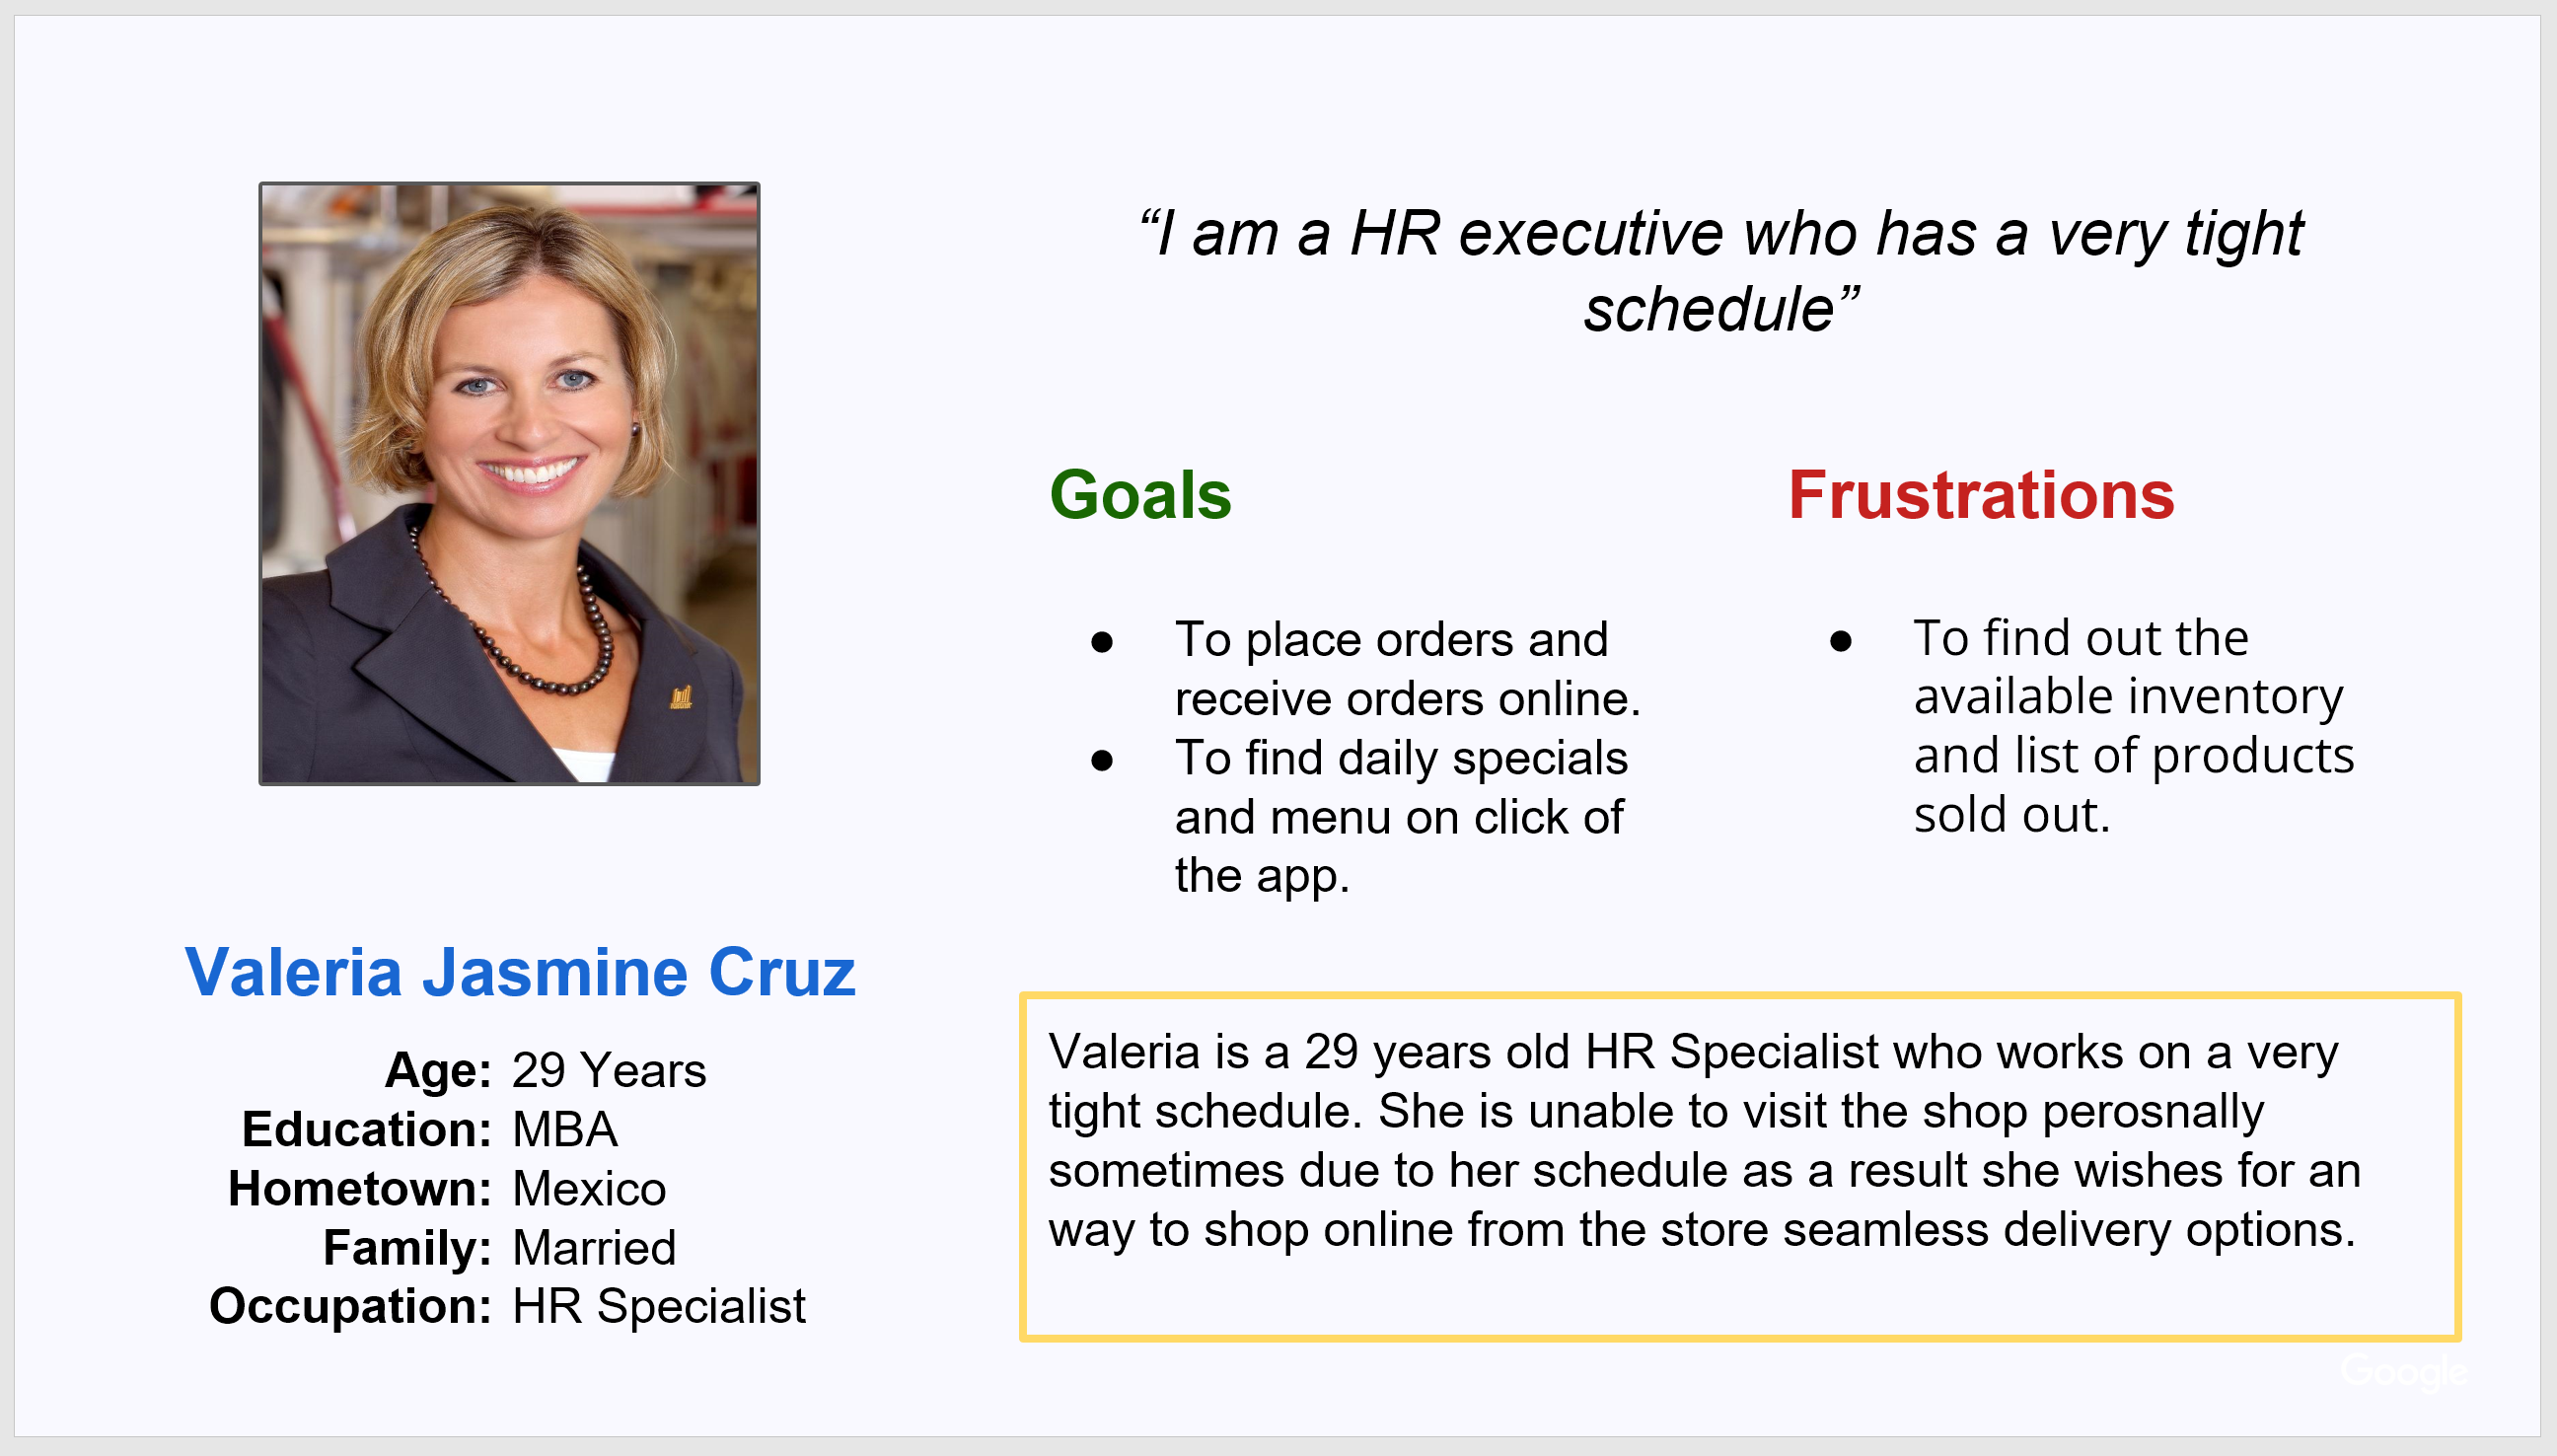 “I am a HR executive who has a very tight
schedule”
Goals
● To place orders and
receive orders online.
● To find daily specials
and menu on click of
the app.
Frustrations
● To find out the
available inventory
and list of products
sold out.
Valeria Jasmine Cruz
Age: 29 Years
Education: MBA
Hometown: Mexico
Family: Married
Occupation: HR Specialist
Valeria is a 29 years old HR Specialist who works on a very
tight schedule. She is unable to visit the shop perosnally
sometimes due to her schedule as a result she wishes for an
way to shop online from the store seamless delivery options.
Google